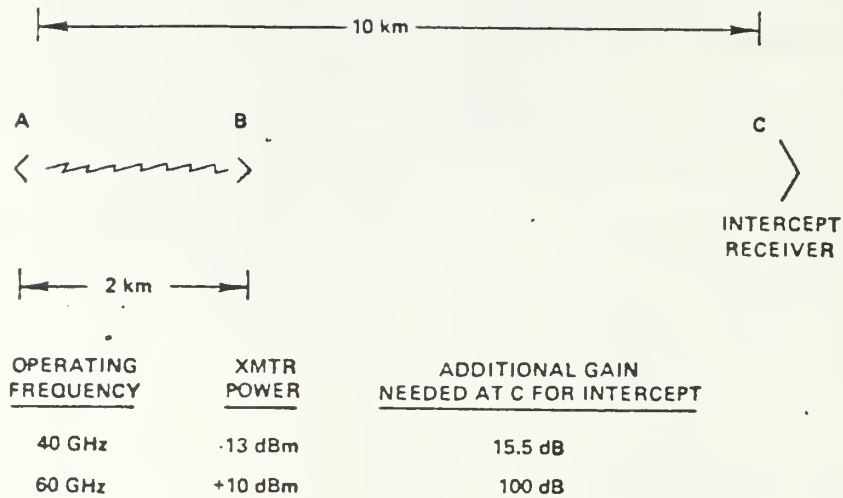 10 km
A B C
INTERCEPT
RECEIVER
2 km
OPERATING XMTR ADDITIONAL GAIN
FREQUENCY POWER NEEDED AT C FOR INTERCEPT
40 GHz -13 dBm 15.5 dB
60 GHz +10 dBm 100 dB